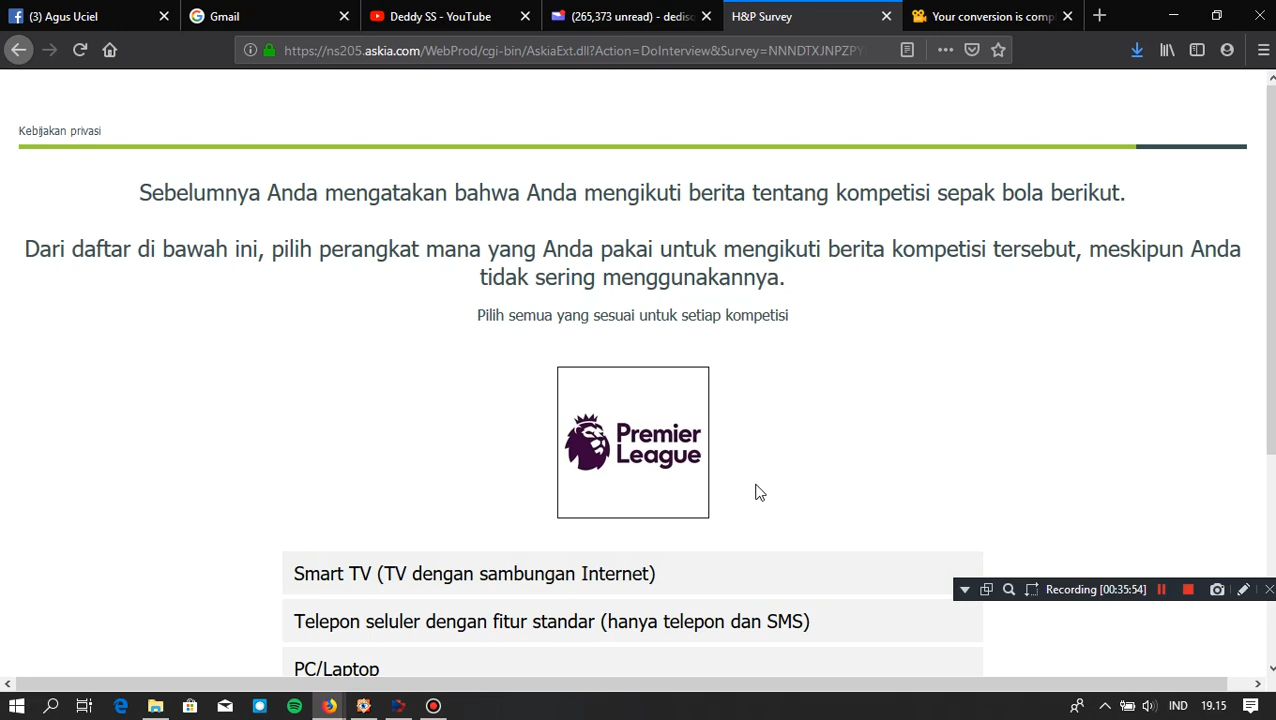 (3) Agus Uciel
Gmail
Deddy SS - YouTube
(265,373 unread) - dediso
H&P Survey
Your conversion is comp
https://ns205.askia.com/WebProd/cgi-bin/AskiaExt.dll?Action=DoInterview&Survey=NNNDTXJNPZPY
Kebijakan privasi
Sebelumnya Anda mengatakan bahwa Anda mengikuti berita tentang kompetisi sepak bola berikut.
Dari daftar di bawah ini, pilih perangkat mana yang Anda pakai untuk mengikuti berita kompetisi tersebut, meskipun Anda
tidak sering menggunakannya.
Pilih semua yang sesuai untuk setiap kompetisi
Premier
League
Smart TV (TV dengan sambungan Internet)
Recording [00:35:54]
Telepon seluler dengan fitur standar (hanya telepon dan SMS)
PC/Laptop
IND
19.15